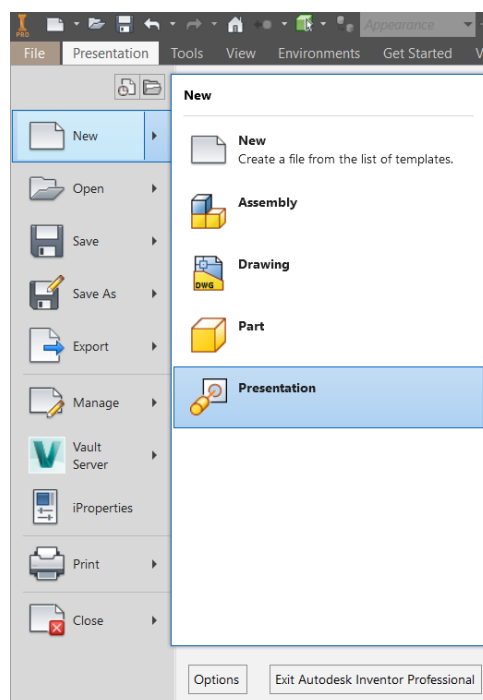 PRO
Appearance
File Presentation Tools View Environments Get Started V
New
New
New
Create a file from the list of templates.
Open
Assembly
Save
Drawing
DWG
Save As
Part
Export
Presentation
Manage
Vault
Server
iProperties
Print
Close
Options Exit Autodesk Inventor Professional